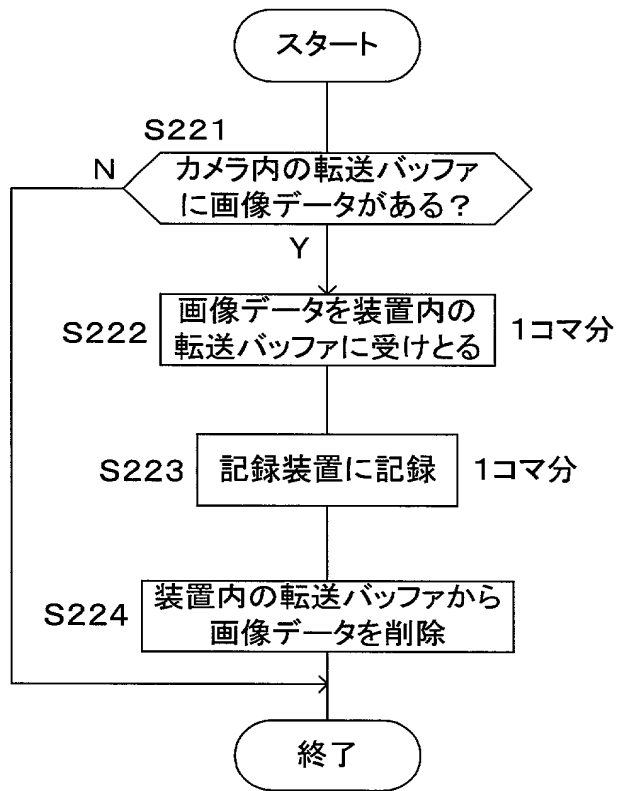 スタート
S221
N
カメラ内の転送バッファ
に画像データがある？
Y
S222
画像データを装置内の
転送バッファに受けとる
1コマ分
S223
記録装置に記録
1コマ分
S224
装置内の転送バッファから
画像データを削除
終了